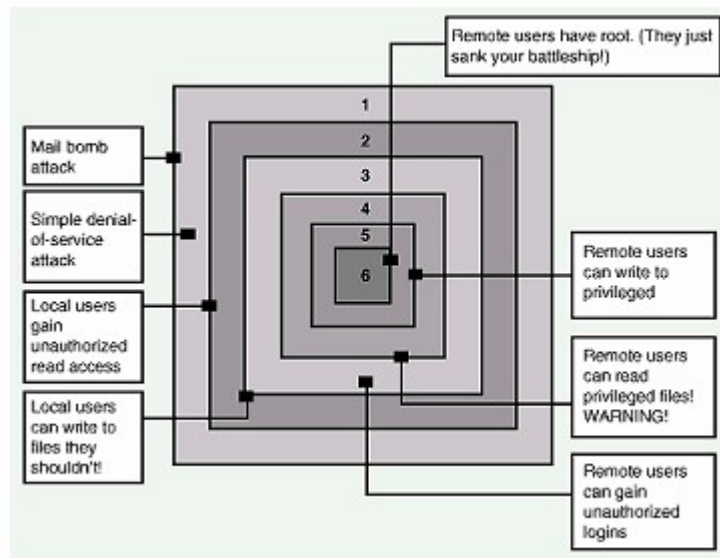 Remote users have root. (They just
sank your battleship!)
1
2
3
4
5
6
Mail bomb
attack
Simple denial-
of-service
attack
Local users
gain
unauthorized
read access
Local users
can write to
files they
shouldn't!
Remote users
can write to
privileged
Remote users
can read
privileged files!
WARNING!
Remote users
can gain
unauthorized
logins